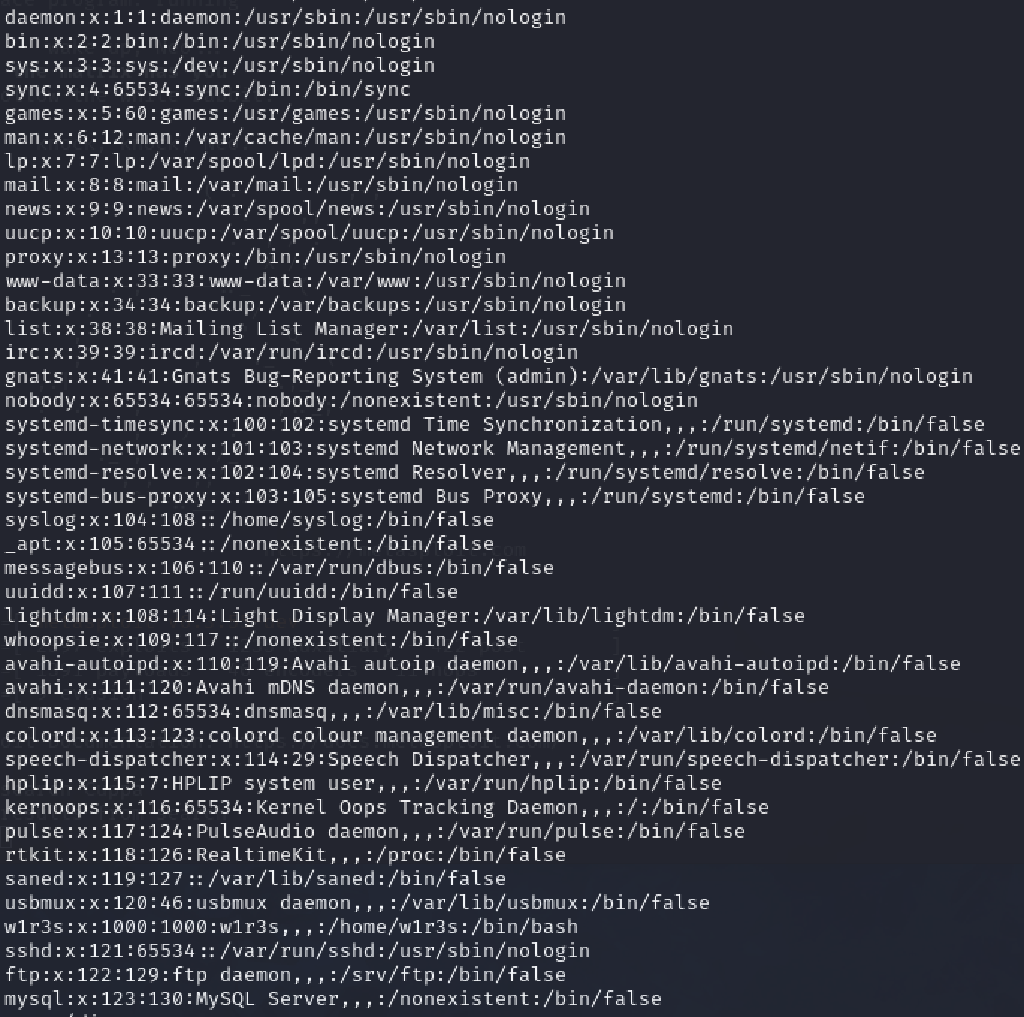 daemon:x:1:1:daemon:/usr/sbin:/usr/sbin/nologin
bin:x:2:2:bin:/bin:/usr/sbin/nologin
sys:x:3:3:sys:/dev:/usr/sbin/nologin
sync:x:4:65534:sync:/bin:/bin/sync
games:x:5:60:games:/usr/games:/usr/sbin/nologin
man:x:6:12:man:/var/cache/man:/usr/sbin/nologin
lp:x:7:7:lp:/var/spool/lpd:/usr/sbin/nologin
mail:x:8:8:mail:/var/mail:/usr/sbin/nologin
news:x:9:9:news:/var/spool/news:/usr/sbin/nologin
uucp:x:10:10:uucp:/var/spool/uucp:/usr/sbin/nologin
proxy:x:13:13:proxy:/bin:/usr/sbin/nologin
www-data:x:33:33:www-data:/var/www:/usr/sbin/nologin
backup:x:34:34:backup:/var/backups:/usr/sbin/nologin
list:x:38:38:Mailing List Manager:/var/list:/usr/sbin/nologin
irc:x:39:39:ircd:/var/run/ircd:/usr/sbin/nologin
gnats:x:41:41:Gnats Bug-Reporting System (admin):/var/lib/gnats:/usr/sbin/nologin
nobody:x:65534:65534:nobody:/nonexistent:/usr/sbin/nologin
systemd-timesync:x:100:102:systemd Time Synchronization,,,:/run/systemd:/bin/false
systemd-network:x:101:103:systemd Network Management,,,:/run/systemd/netif:/bin/false
systemd-resolve:x:102:104:systemd Resolver,,,:/run/systemd/resolve:/bin/false
systemd-bus-proxy:x:103:105:systemd Bus Proxy,,,:/run/systemd:/bin/false
syslog:x:104:108::/home/syslog:/bin/false
_apt:x:105:65534::/nonexistent:/bin/false
messagebus:x:106:110::/var/run/dbus:/bin/false
uuidd:x:107:111::/run/uuidd:/bin/false
lightdm:x:108:114:Light Display Manager:/var/lib/lightdm:/bin/false
whoopsie:x:109:117::/nonexistent:/bin/false
avahi-autoipd:x:110:119:Avahi autoip daemon,,,:/var/lib/avahi-autoipd:/bin/false
avahi:x:111:120:Avahi mDNS daemon,,,:/var/run/avahi-daemon:/bin/false
dnsmasq:x:112:65534:dnsmasq,,,:/var/lib/misc:/bin/false
colord:x:113:123:colord colour management daemon,,,:/var/lib/colord:/bin/false
speech-dispatcher:x:114:29:Speech Dispatcher,,,:/var/run/speech-dispatcher:/bin/false
hplip:x:115:7:HPLIP system user,,,:/var/run/hplip:/bin/false
kernoops:x:116:65534:Kernel Oops Tracking Daemon,,,:/:/bin/false
pulse:x:117:124:PulseAudio daemon,,,:/var/run/pulse:/bin/false
rtkit:x:118:126:RealtimeKit,,,:/proc:/bin/false
saned:x:119:127::/var/lib/saned:/bin/false
usbmux:x:120:46:usbmux daemon,,,:/var/lib/usbmux:/bin/false
w1r3s:x:1000:1000:w1r3s,,,:/home/w1r3s:/bin/bash
sshd:x:121:65534::/var/run/sshd:/usr/sbin/nologin
ftp:x:122:129:ftp daemon,,,:/srv/ftp:/bin/false
mysql:x:123:130:MySQL Server,,,:/nonexistent:/bin/false